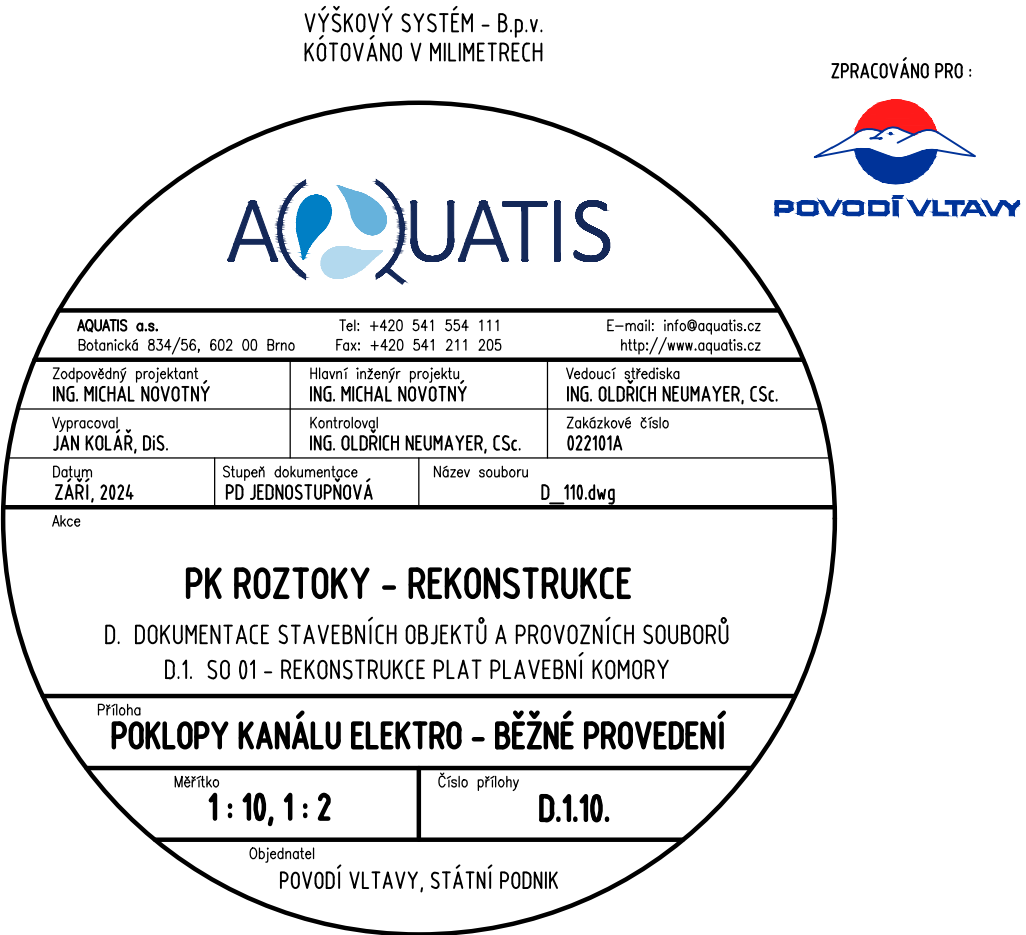 VÝŠKOVÝ SYSTÉM - B.p.v.
KÓTOVÁNO V MILIMETRECH
ZPRACOVÁNO PRO :
POVODÍ VLTAVY
AQUATIS
AQUATIS a.s.
Botanická 834/56, 602 00 Brno
Tel: +420 541 554 111
Fax: +420 541 211 205
E-mail: info@aquatis.cz
http://www.aquatis.cz
Zodpovědný projektant
ING. MICHAL NOVOTNÝ
Hlavní inženýr projektu
ING. MICHAL NOVOTNÝ
Vedoucí střediska
ING. OLDŘICH NEUMAYER, CSc.
Vypracoval
JAN KOLÁŘ, DiS.
Kontroloval
ING. OLDŘICH NEUMAYER, CSc.
Zakázkové číslo
022101A
Datum
ZÁŘÍ, 2024
Stupeň dokumentace
PD JEDNOSTUPŇOVÁ
Název souboru
D_110.dwg
Akce
PK ROZTOKY - REKONSTRUKCE
D. DOKUMENTACE STAVEBNÍCH OBJEKTŮ A PROVOZNÍCH SOUBORŮ
D.1. SO 01 - REKONSTRUKCE PLAT PLAVEBNÍ KOMORY
Příloha
POKLOPY KANÁLU ELEKTRO - BĚŽNÉ PROVEDENÍ
Měřítko
1 : 10, 1 : 2
Číslo přílohy
D.1.10.
Objednatel
POVODÍ VLTAVY, STÁTNÍ PODNIK